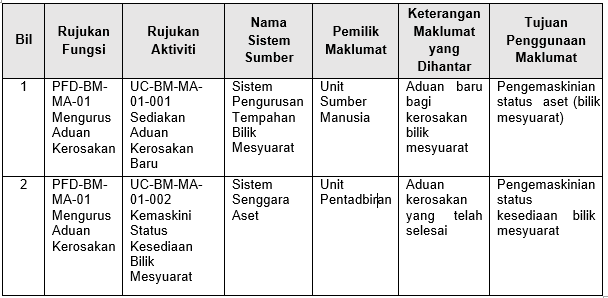 Bil
Rujukan
Fungsi
Rujukan
Aktiviti
Nama
Sistem
Sumber
Pemilik
Maklumat
Keterangan
Maklumat
yang
Dihantar
Tujuan
Penggunaan
Maklumat
1
PFD-BM-
MA-01
Mengurus
Aduan
Kerosakan
UC-BM-MA-
01-001
Sediakan
Aduan
Kerosakan
Baru
Sistem
Pengurusan
Tempahan
Bilik
Mesyuarat
Unit
Sumber
Manusia
Aduan baru
bagi
kerosakan
bilik
mesyuarat
Pengemaskinian
status aset (bilik
mesyuarat)
2
PFD-BM-
MA-01
Mengurus
Aduan
Kerosakan
UC-BM-MA-
01-002
Kemaskini
Status
Kesediaan
Bilik
Mesyuarat
Sistem
Senggara
Aset
Unit
Pentadbiran
Aduan
kerosakan
yang telah
selesai
Pengemaskinian
status
kesediaan bilik
mesyuarat